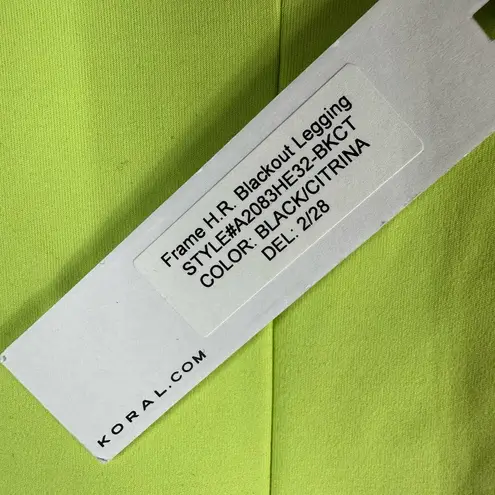 Frame H.R. Blackout Legging
STYLE#A2083HE32-BKCT
COLOR: BLACK/CITRINA
DEL: 2/28
KORAL.COM